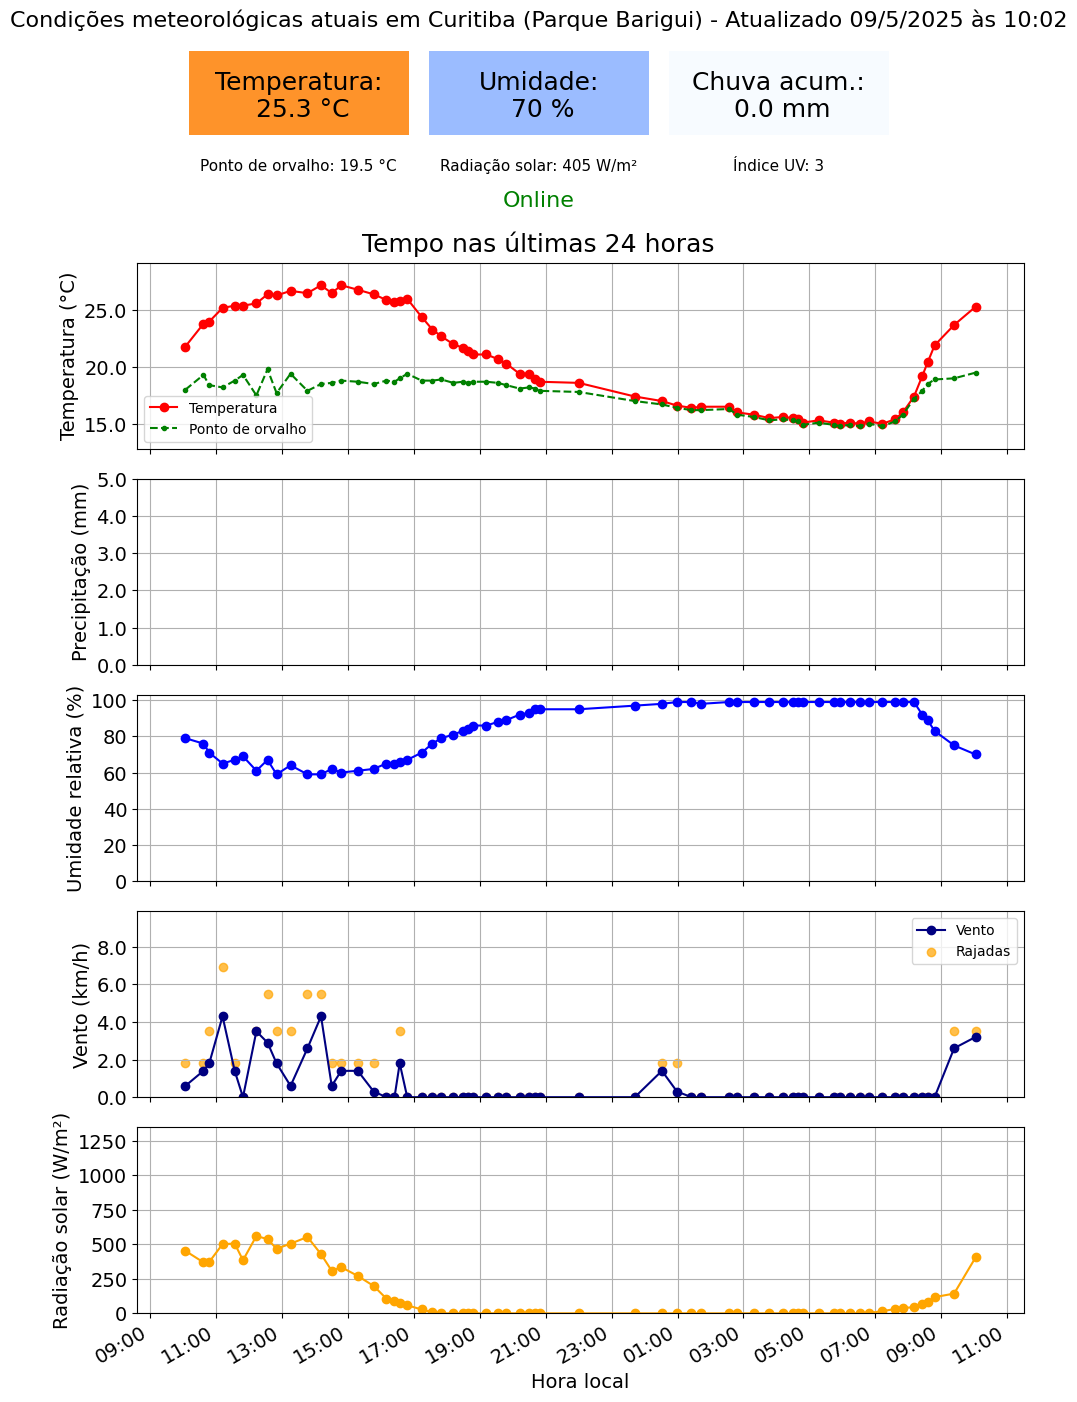 Condições meteorológicas atuais em Curitiba (Parque Barigui) - Atualizado 09/5/2025 às 10:02
Temperatura:
25.3 °C
Umidade:
70 %
Chuva acum.:
0.0 mm
Ponto de orvalho: 19.5 °C
Radiação solar: 405 W/m²
Índice UV: 3
Online
Tempo nas últimas 24 horas
Temperatura (°C)
25.0
20.0
15.0
Temperatura
Ponto de orvalho
Precipitação (mm)
5.0
4.0
3.0
2.0
1.0
0.0
Umidade relativa (%)
100
80
60
40
20
0
Vento (km/h)
8.0
6.0
4.0
2.0
0.0
Vento
Rajadas
Radiação solar (W/m²)
1250
1000
750
500
250
0
09:00
11:00
13:00
15:00
17:00
19:00
21:00
23:00
01:00
03:00
05:00
07:00
09:00
11:00
Hora local